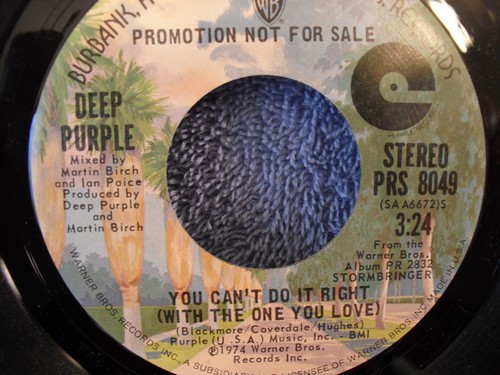 BURBANK,
WB
RECORDS
PROMOTION NOT FOR SALE
DEEP
PURPLE
Mixed by
Martin Birch
and Ian Paice
Produced by
Deep Purple
and
Martin Birch
STEREO
PRS 8049
(SAA6672)S
3:24
From the
Warner Bros.
Album PR 2832
STORMBRINGER
YOU CAN'T DO IT RIGHT
(WITH THE ONE YOU LOVE)
(Blackmore/Coverdale/Hughes)
Purple (U.S.A.) Music, Inc. - BMI
℗1974 Warner Bros.
Records Inc.
WARNER BROS. RECORDS INC., A SUBSIDIARY AND LICENSEE OF WARNER BROS. INC. MADE IN U.S.A.